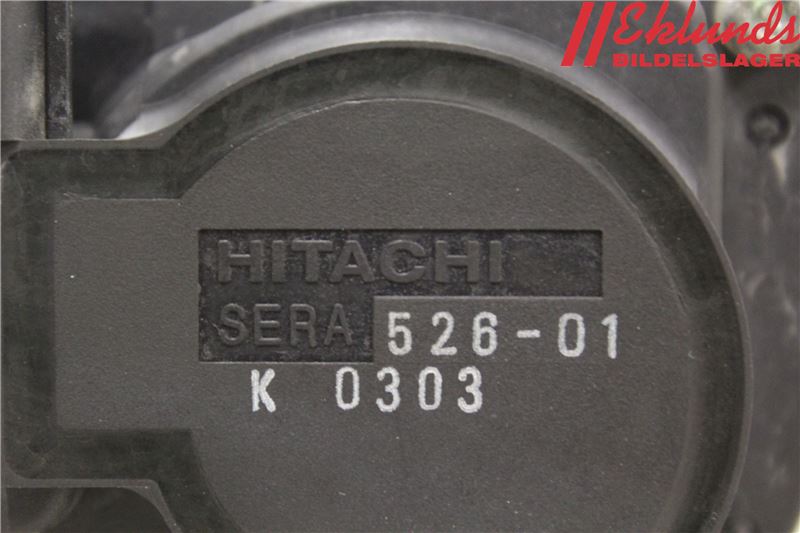 Eklunds
BILDELSLAGER
HITACHI
SERA 526-01
K 0303